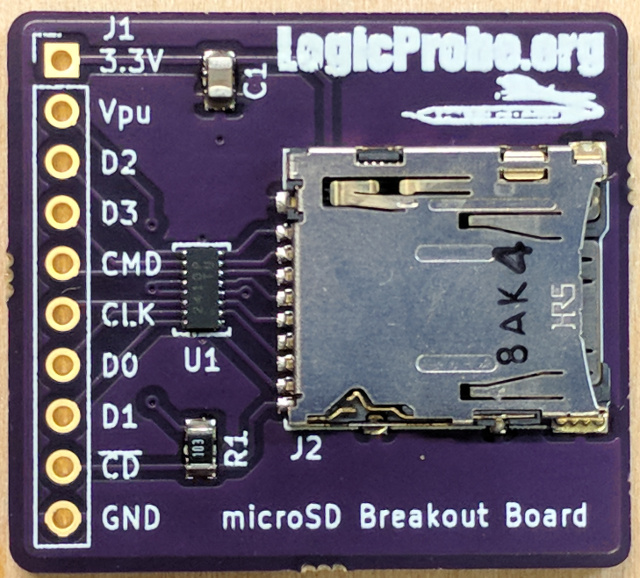 J1
LogicProbe.org
3.3V
C1
Vpu
D2
D3
CMD
CLK
D0
D1
CD
GND
U1
R1
103
J2
8AK4
HRS
microSD Breakout Board